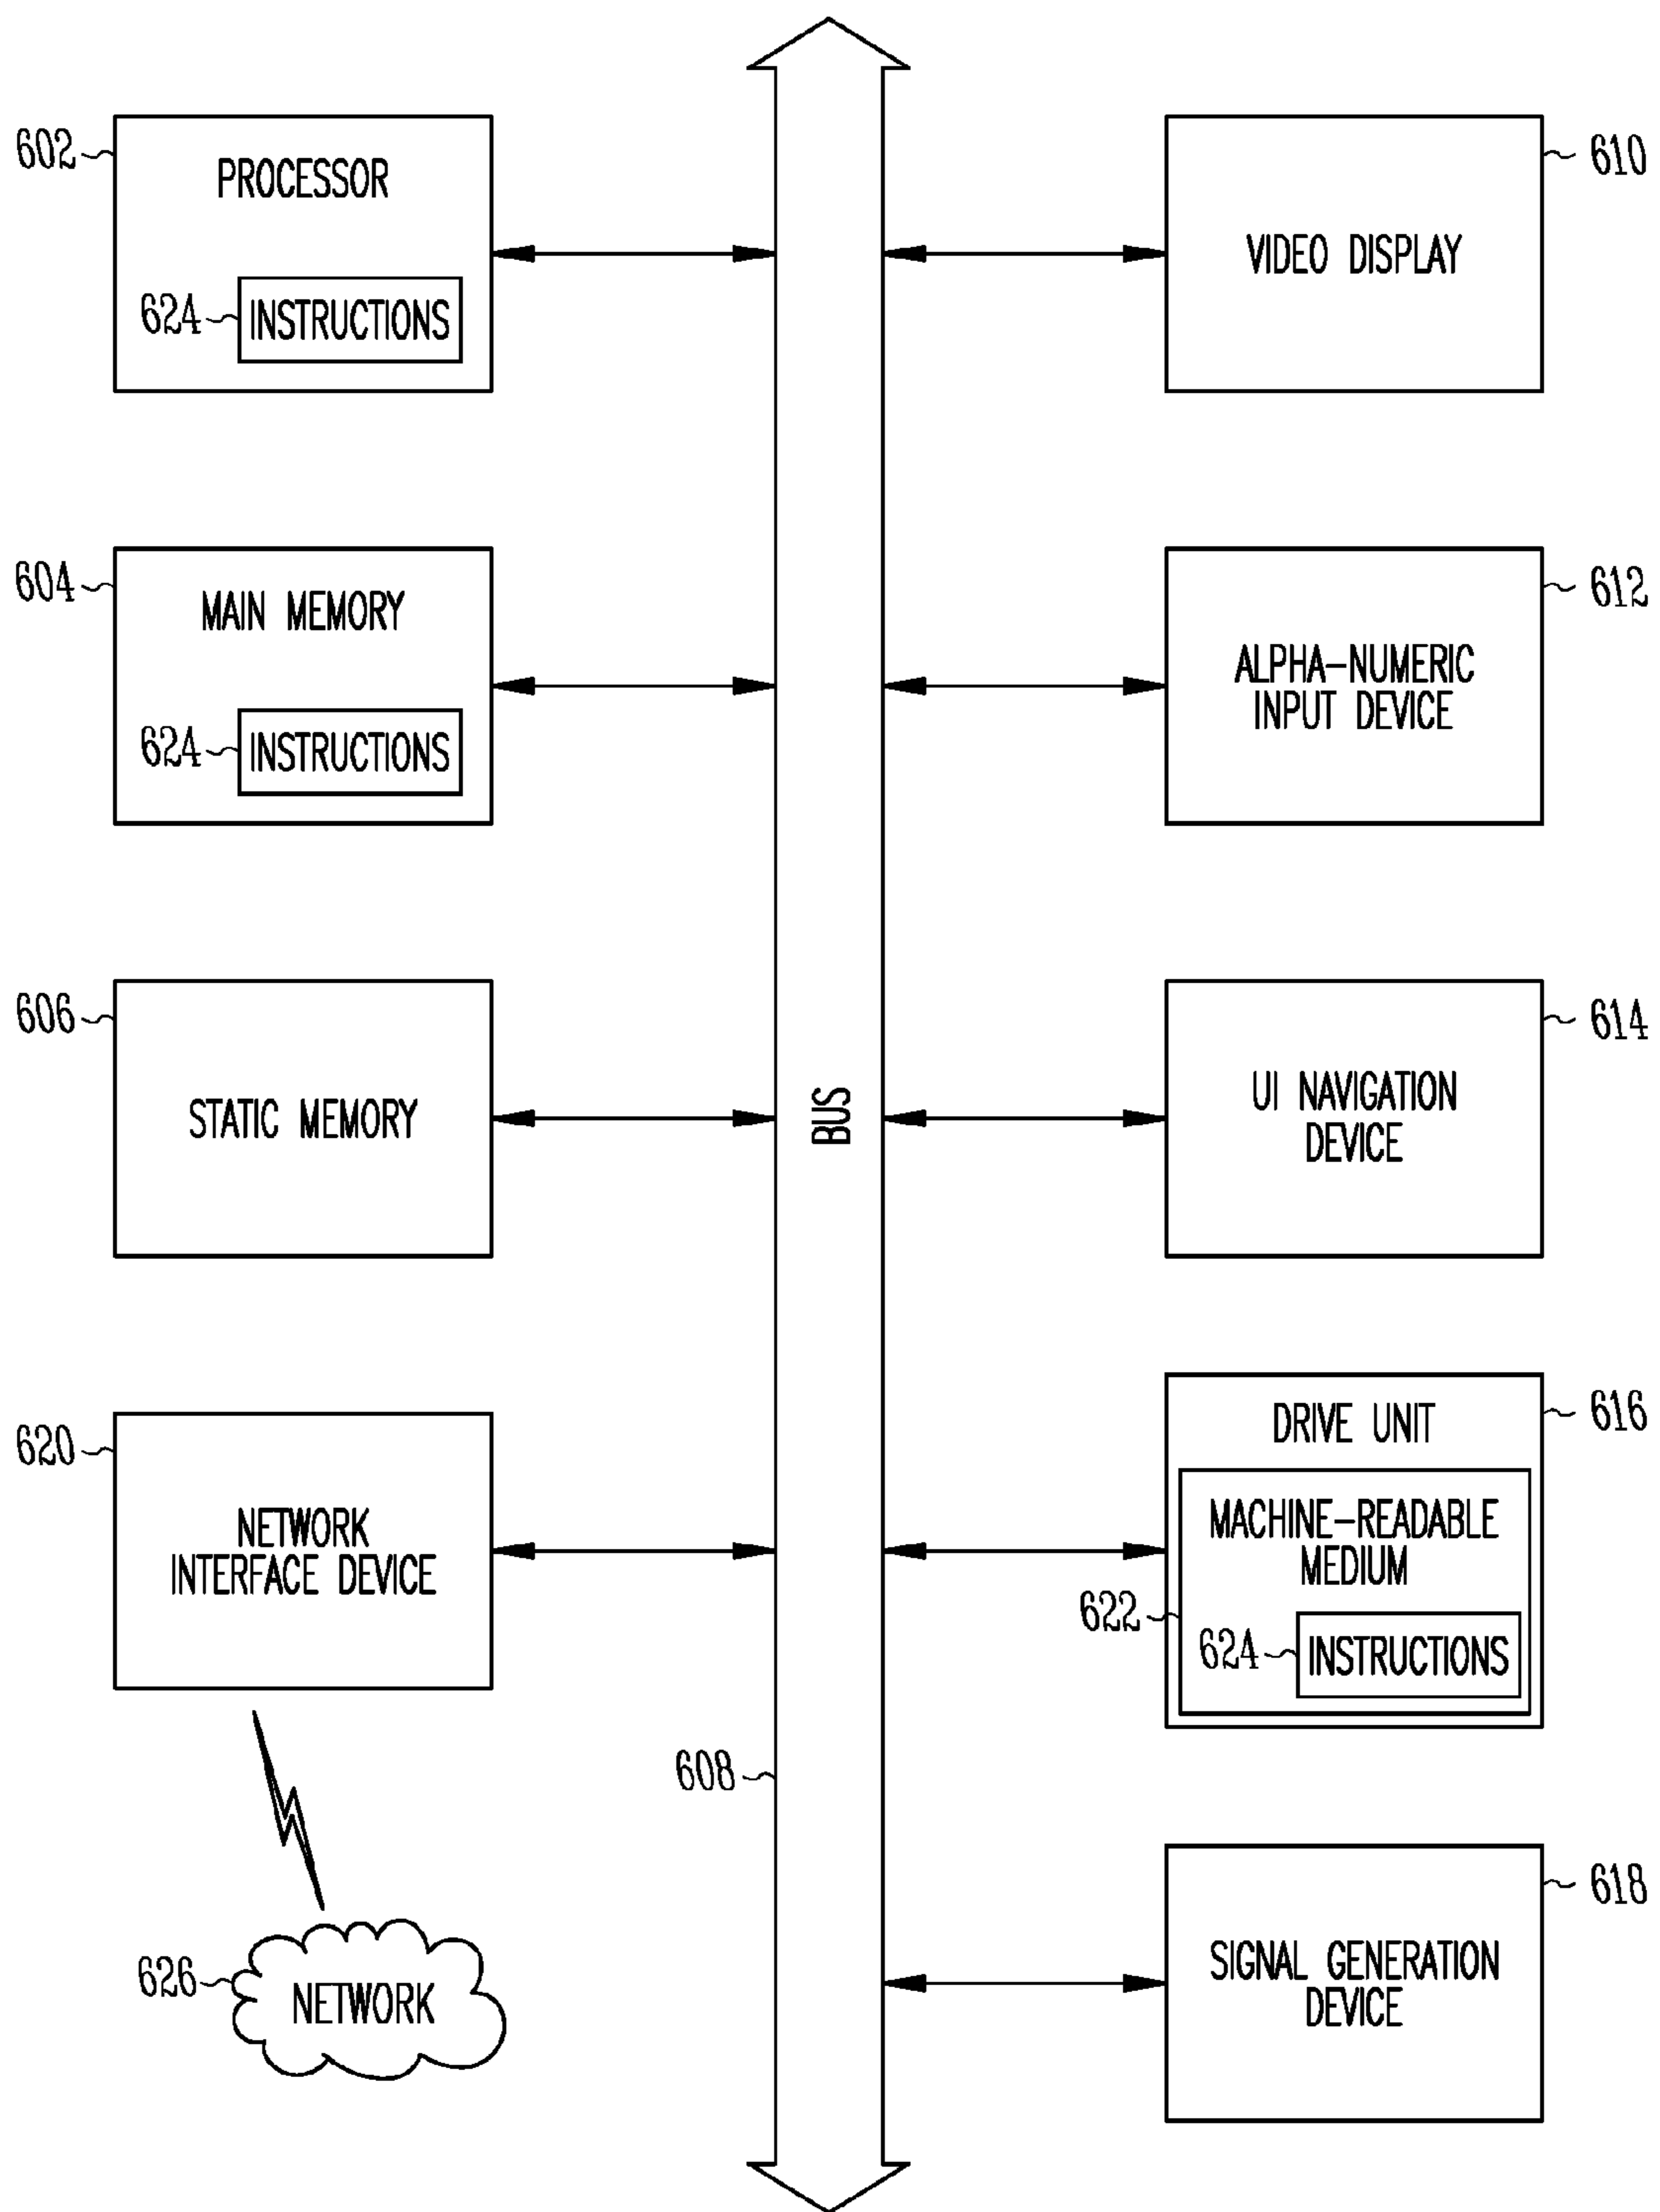 602
PROCESSOR
624
INSTRUCTIONS
604
MAIN MEMORY
624
INSTRUCTIONS
606
STATIC MEMORY
620
NETWORK
INTERFACE DEVICE
626
NETWORK
BUS
608
610
VIDEO DISPLAY
612
ALPHA-NUMERIC
INPUT DEVICE
614
UI NAVIGATION
DEVICE
616
DRIVE UNIT
MACHINE-READABLE
MEDIUM
622
624
INSTRUCTIONS
618
SIGNAL GENERATION
DEVICE